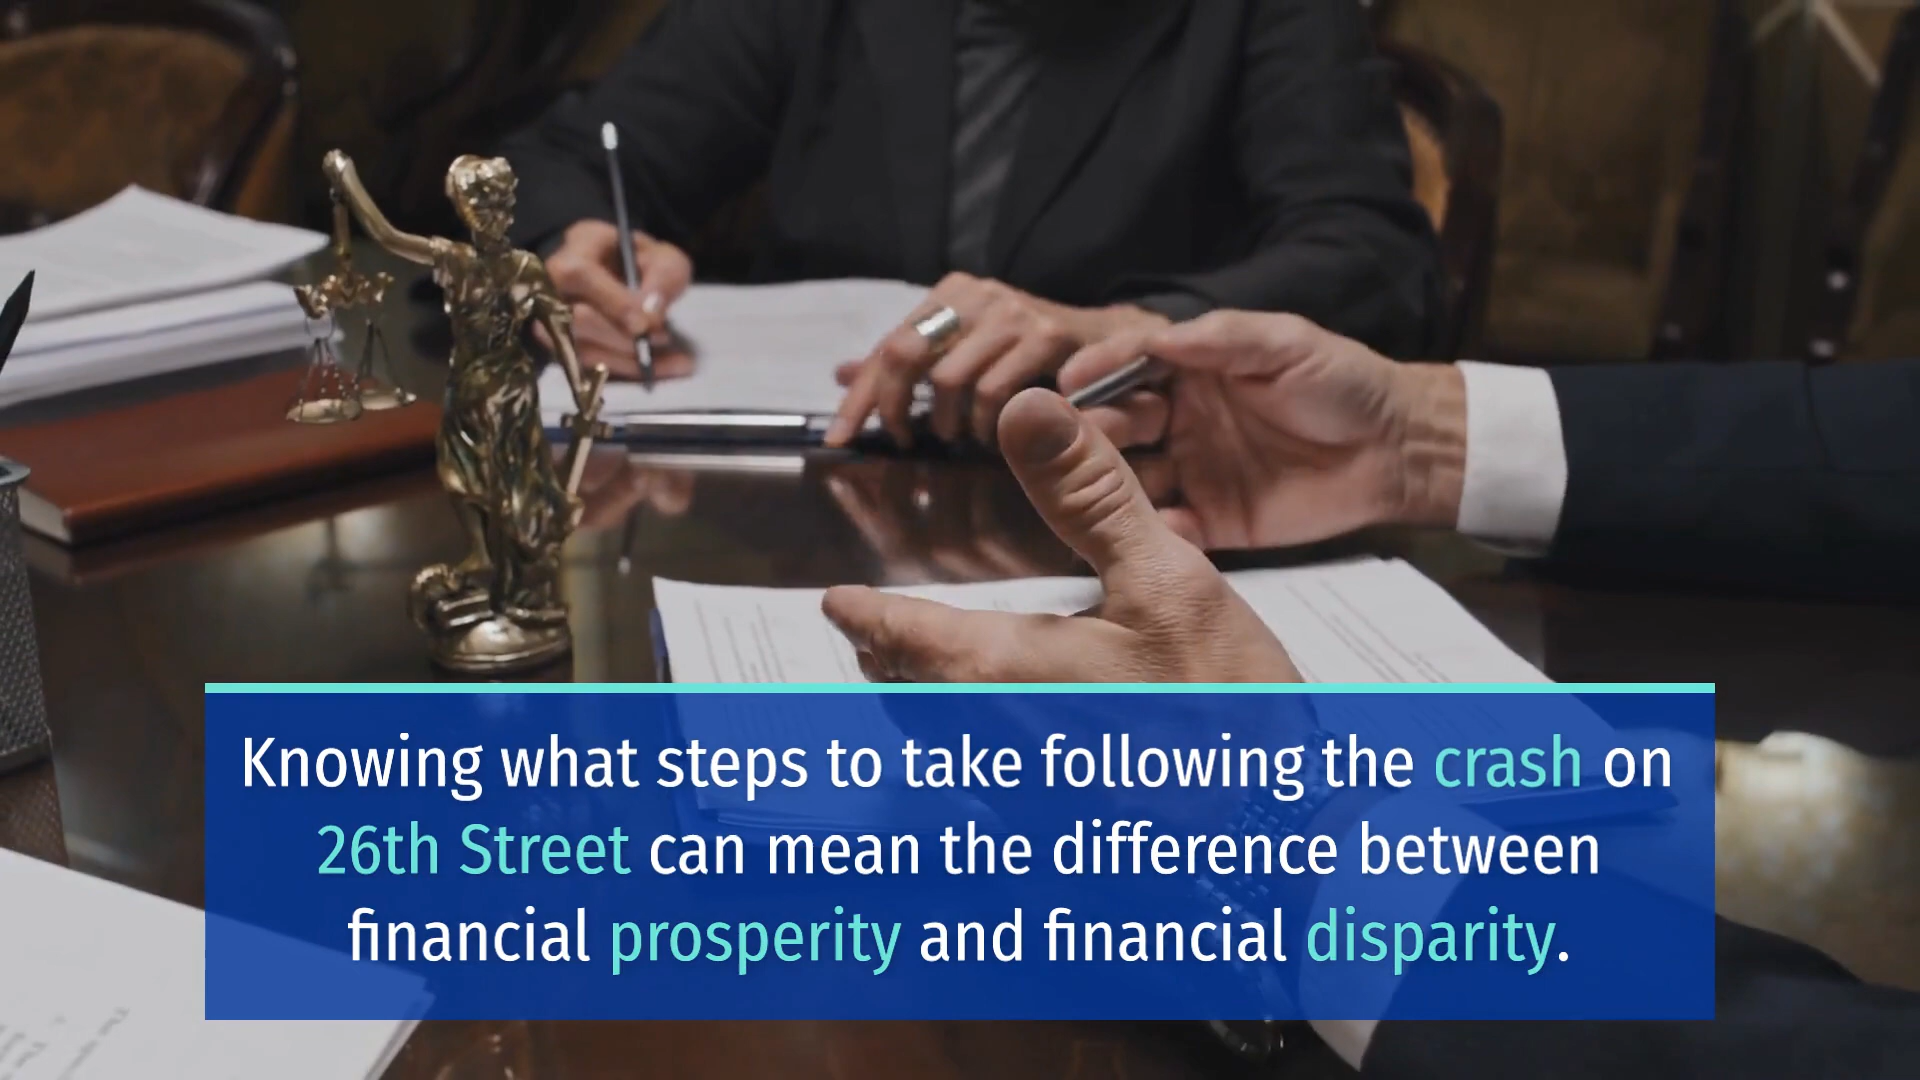 Knowing what steps to take following the crash on
26th Street can mean the difference between
financial prosperity and financial disparity.